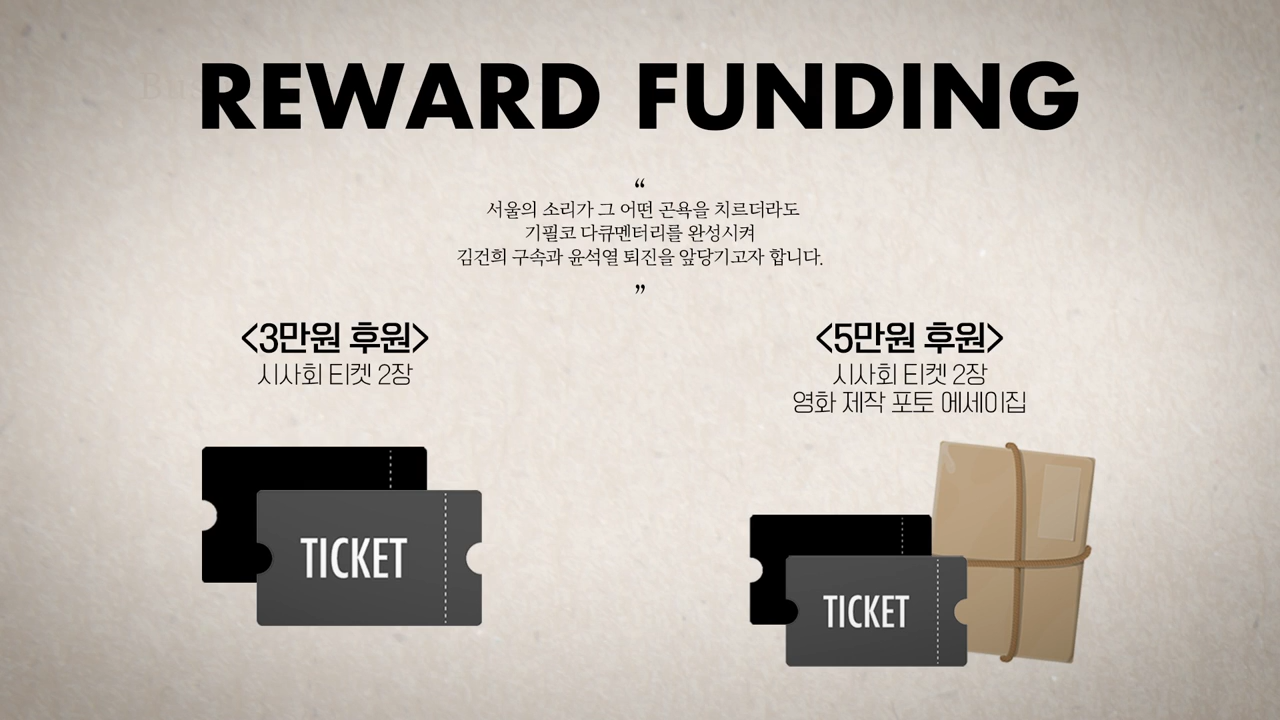 REWARD FUNDING
“
서울의 소리가 그 어떤 곤욕을 치르더라도
기필코 다큐멘터리를 완성시켜
김건희 구속과 윤석열 퇴진을 앞당기고자 합니다.
”
<3만원 후원>
시사회 티켓 2장
<5만원 후원>
시사회 티켓 2장
영화 제작 포토 에세이집
TICKET
TICKET